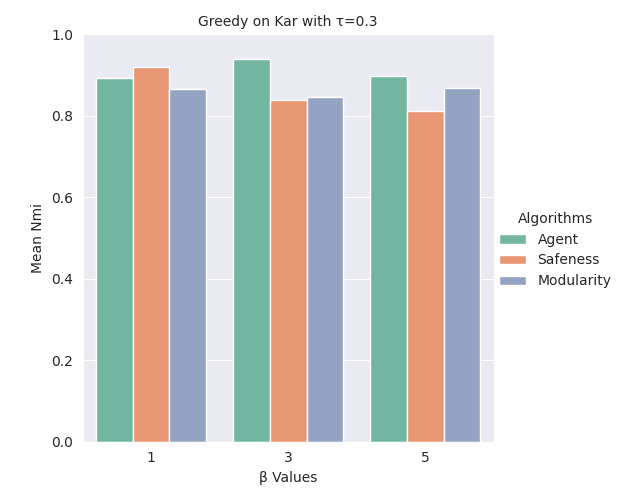 Greedy on Kar with τ=0.3
1.0
0.8
0.6
0.4
0.2
0.0
Mean Nmi
1
3
5
β Values
Algorithms
Agent
Safeness
Modularity